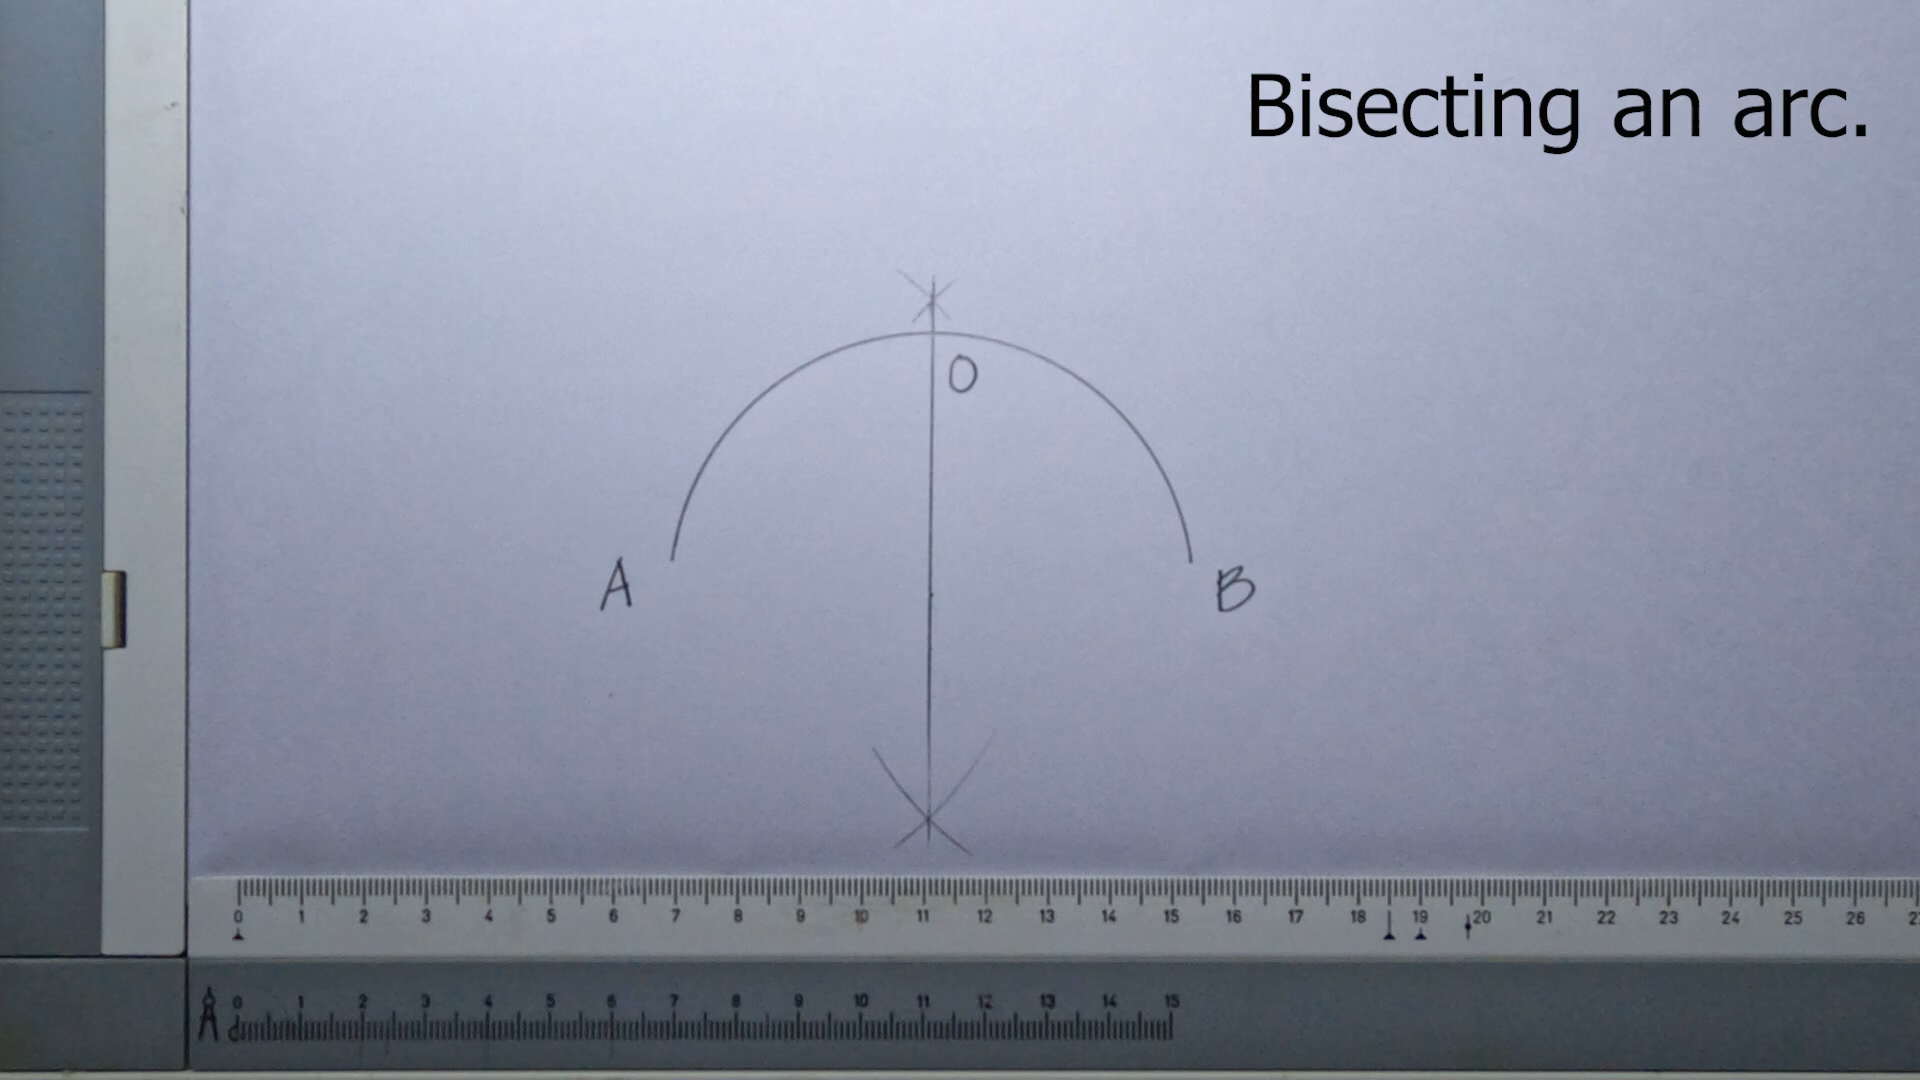 Bisecting an arc.
O
A B
0 1 2 3 4 5 6 7 8 9 10 11 12 13 14 15 16 17 18 19 20 21 22 23 24 25 26
0 1 2 3 4 5 6 7 8 9 10 11 12 13 14 15